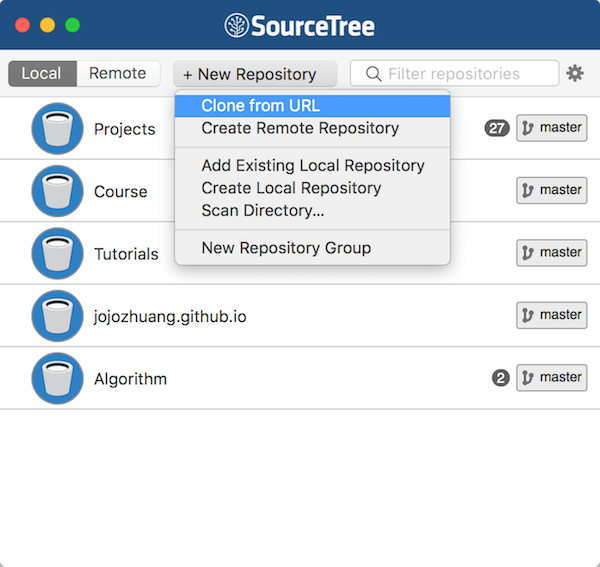 SourceTree
Local Remote + New Repository Filter repositories
Clone from URL
Create Remote Repository
Add Existing Local Repository
Create Local Repository
Scan Directory...
New Repository Group
Projects 27 master
Course master
Tutorials master
jojozhuang.github.io master
Algorithm 2 master